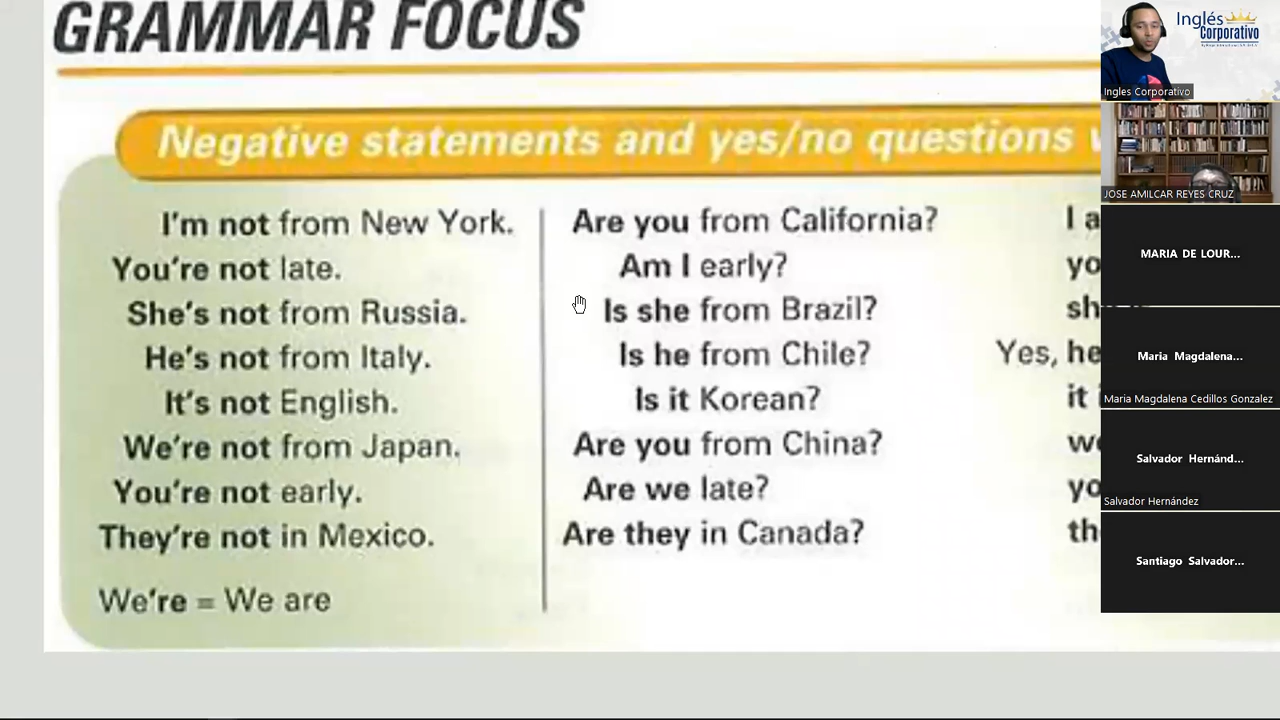 GRAMMAR FOCUS
Negative statements and yes/no questions
I'm not from New York.
You're not late.
She's not from Russia.
He's not from Italy.
It's not English.
We're not from Japan.
You're not early.
They're not in Mexico.
We're = We are
Are you from California?
Am I early?
Is she from Brazil?
Is he from Chile?
Is it Korean?
Are you from China?
Are we late?
Are they in Canada?
Yes, he
it
Inglés
Corporativo
Ingles Corporativo
JOSE AMILCAR REYES CRUZ
MARIA DE LOUR...
Maria Magdalena...
Maria Magdalena Cedillos Gonzalez
Salvador Hernánd...
Salvador Hernández
Santiago Salvador...